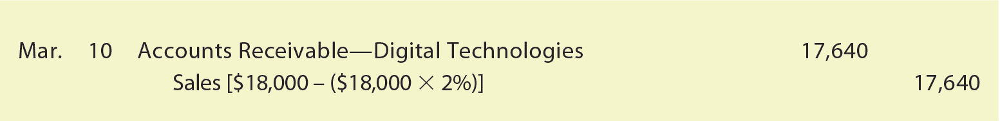 Mar. 10 Accounts Receivable—Digital Technologies 17,640
Sales [$18,000 – ($18,000 × 2%)] 17,640